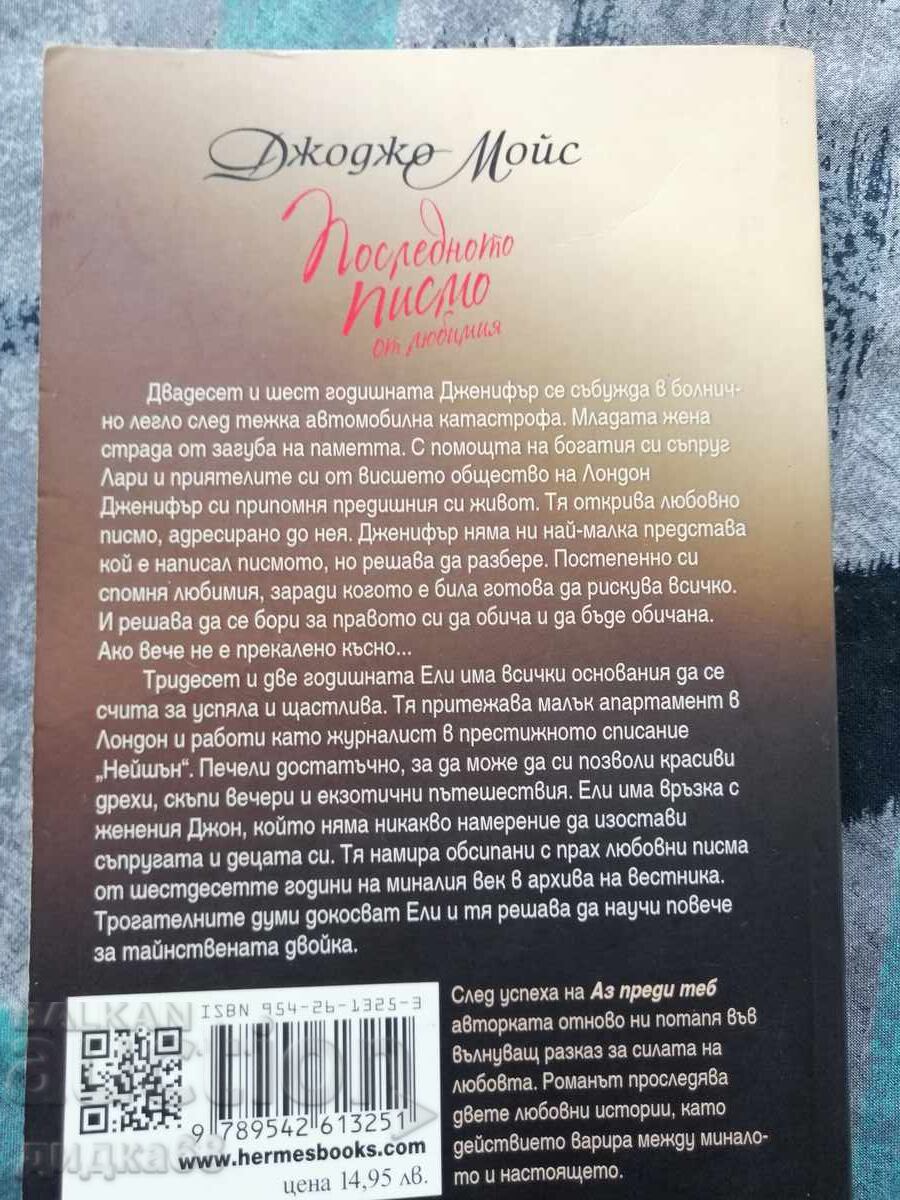 Джоджо Мойс
Последното
писмо
от любимия
Двадесет и шест годишната Дженифър се събужда в болнич-
но легло след тежка автомобилна катастрофа. Младата жена
страда от загуба на паметта. С помощта на богатия си съпруг
Лари и приятелите си от висшето общество на Лондон
Дженифър си припомня предишния си живот. Тя открива любовно
писмо, адресирано до нея. Дженифър няма ни най-малка представа
кой е написал писмото, но решава да разбере. Постепенно си
спомня любимия, заради когото е била готова да рискува всичко.
И решава да се бори за правото си да обича и да бъде обичана.
Ако вече не е прекалено късно...
Тридесет и две годишната Ели има всички основания да се
счита за успяла и щастлива. Тя притежава малък апартамент в
Лондон и работи като журналист в престижното списание
„Нейшън“. Печели достатъчно, за да може да си позволи красиви
дрехи, скъпи вечери и екзотични пътешествия. Ели има връзка с
женения Джон, който няма никакво намерение да изостави
съпругата и децата си. Тя намира обсипани с прах любовни писма
от шестдесетте години на миналия век в архива на вестника.
Трогателните думи докосват Ели и тя решава да научи повече
за тайнствената двойка.
ISBN 954-26-1325-3
9 789542 613251
www.hermesbooks.com
цена 14,95 лв.
След успеха на Аз преди теб
авторката отново ни потапя във
вълнуващ разказ за силата на
любовта. Романът проследява
двете любовни истории, като
действието варира между минало-
то и настоящето.
BALKAN
auction
лидка68